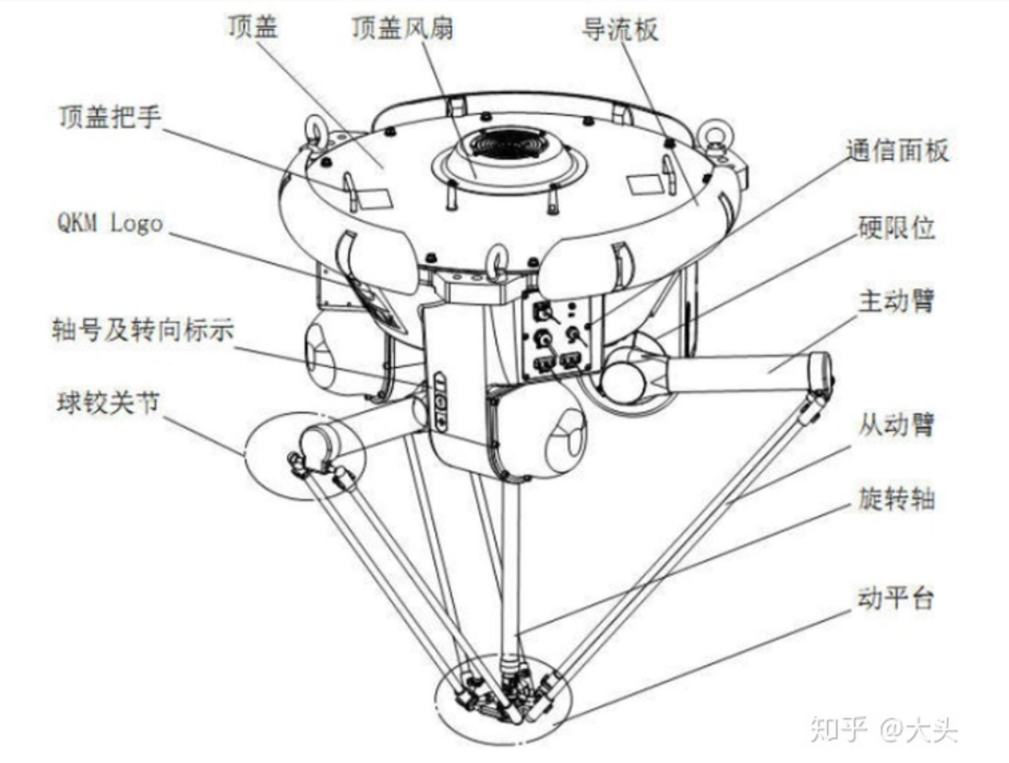 顶盖
顶盖风扇
导流板
顶盖把手
通信面板
QKM Logo
硬限位
主动臂
轴号及转向标示
球铰关节
从动臂
旋转轴
动平台
知乎 @大头